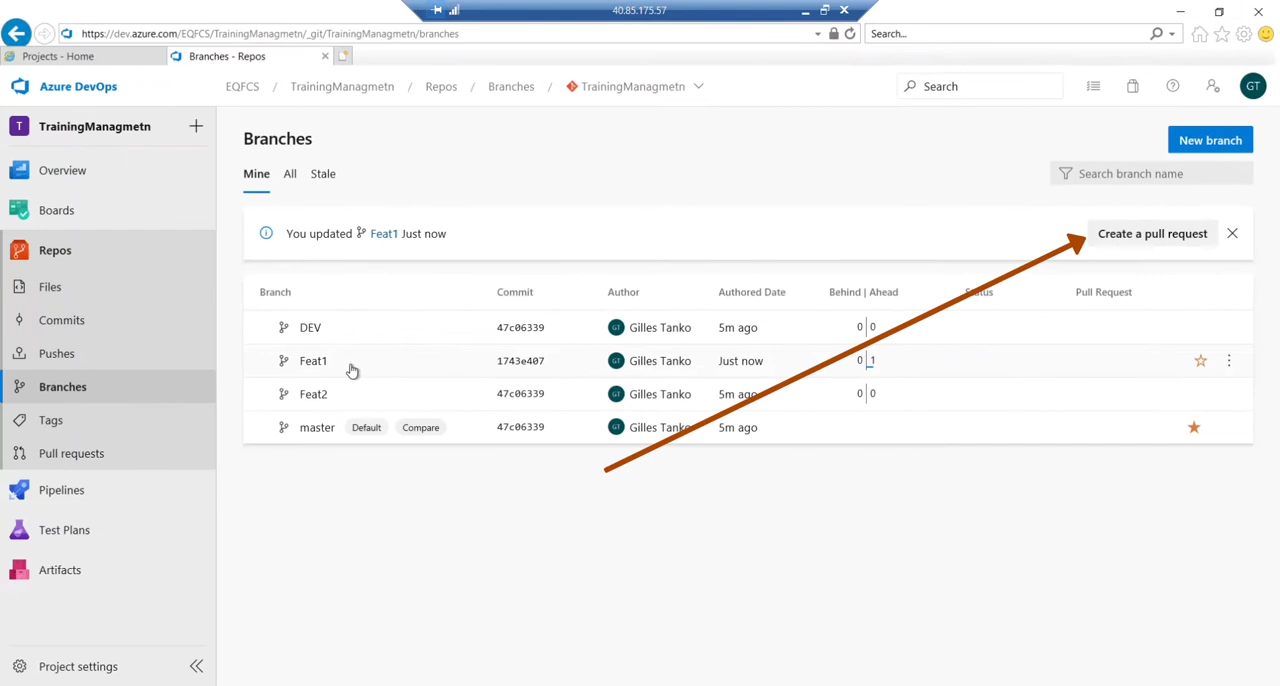 40.85.175.57
https://dev.azure.com/EQFCS/TrainingManagmetn/_git/TrainingManagmetn/branches
Search...
Projects - Home
Branches - Repos
Azure DevOps
EQFCS / TrainingManagmetn / Repos / Branches / TrainingManagmetn
Search
GT
T TrainingManagmetn
Overview
Boards
Repos
Files
Commits
Pushes
Branches
Tags
Pull requests
Pipelines
Test Plans
Artifacts
Project settings
Branches
New branch
Mine All Stale
Search branch name
You updated Feat1 Just now
Create a pull request
Branch Commit Author Authored Date Behind | Ahead Status Pull Request
DEV 47c06339 GT Gilles Tanko 5m ago 0 0
Feat1 1743e407 GT Gilles Tanko Just now 0 1
Feat2 47c06339 GT Gilles Tanko 5m ago 0 0
master Default Compare 47c06339 GT Gilles Tanko 5m ago